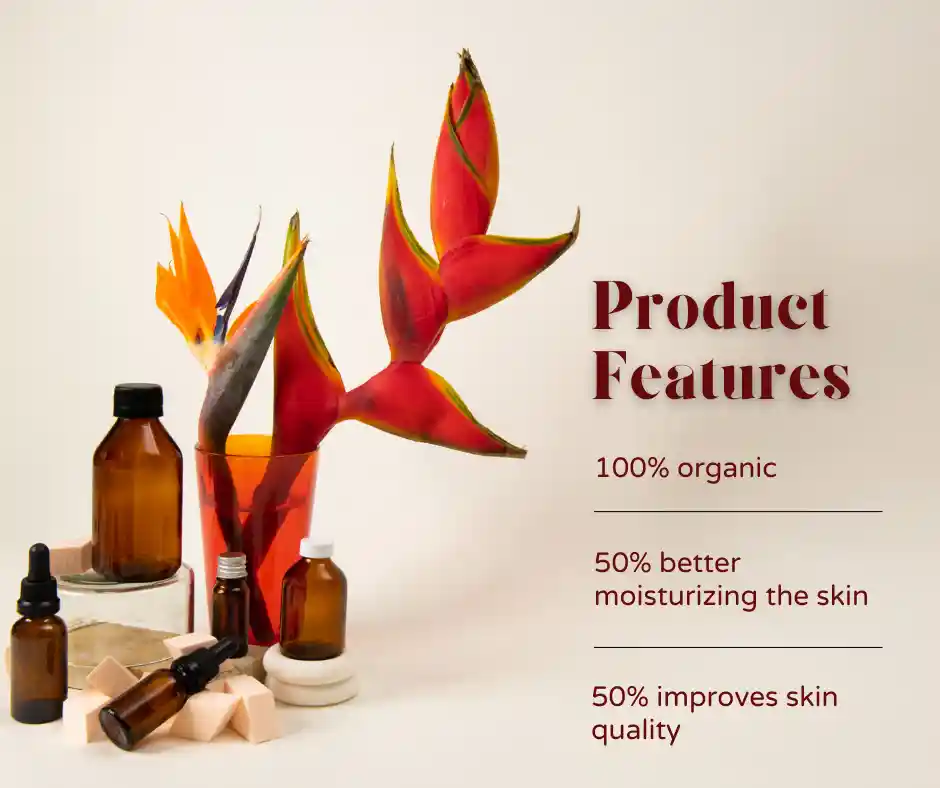 Product
Features
100% organic
50% better
moisturizing the skin
50% improves skin
quality